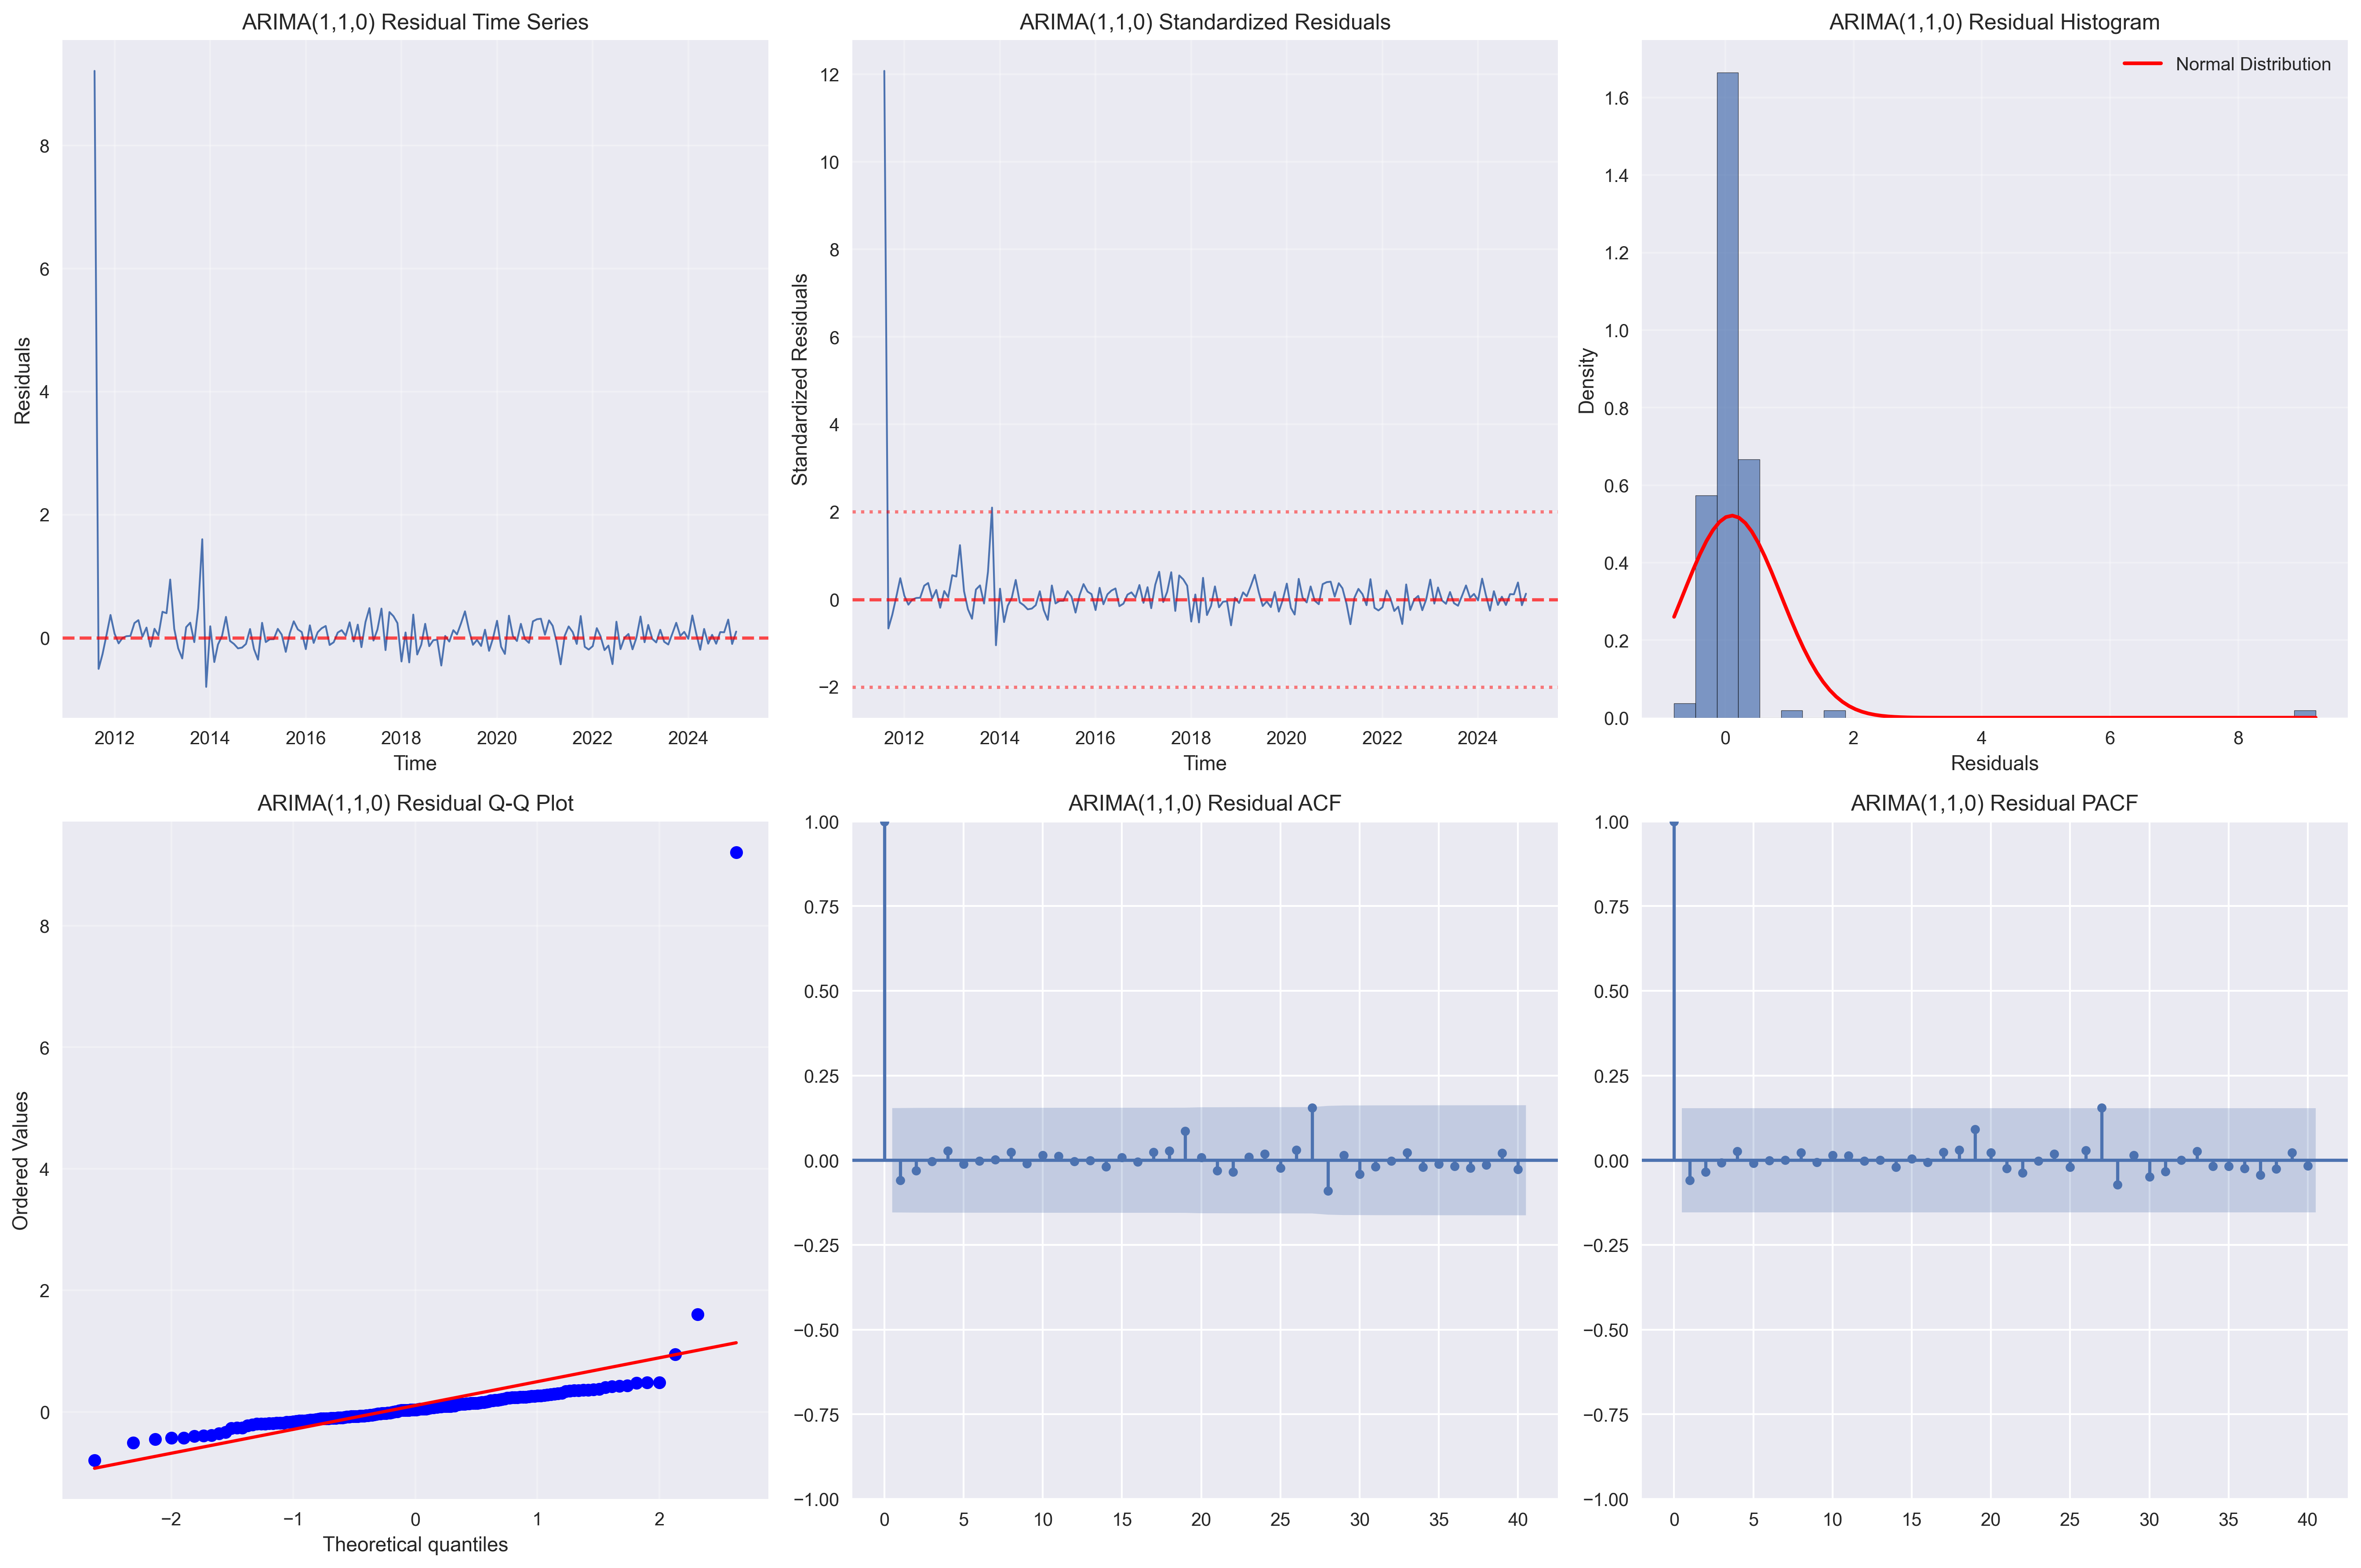 ARIMA(1,1,0) Residual Time Series
Residuals
8
6
4
2
0
2012 2014 2016 2018 2020 2022 2024
Time
ARIMA(1,1,0) Standardized Residuals
Standardized Residuals
12
10
8
6
4
2
0
−2
2012 2014 2016 2018 2020 2022 2024
Time
ARIMA(1,1,0) Residual Histogram
Normal Distribution
Density
1.6
1.4
1.2
1.0
0.8
0.6
0.4
0.2
0.0
0 2 4 6 8
Residuals
ARIMA(1,1,0) Residual Q-Q Plot
Ordered Values
8
6
4
2
0
−2 −1 0 1 2
Theoretical quantiles
ARIMA(1,1,0) Residual ACF
1.00
0.75
0.50
0.25
0.00
−0.25
−0.50
−0.75
−1.00
0 5 10 15 20 25 30 35 40
ARIMA(1,1,0) Residual PACF
1.00
0.75
0.50
0.25
0.00
−0.25
−0.50
−0.75
−1.00
0 5 10 15 20 25 30 35 40